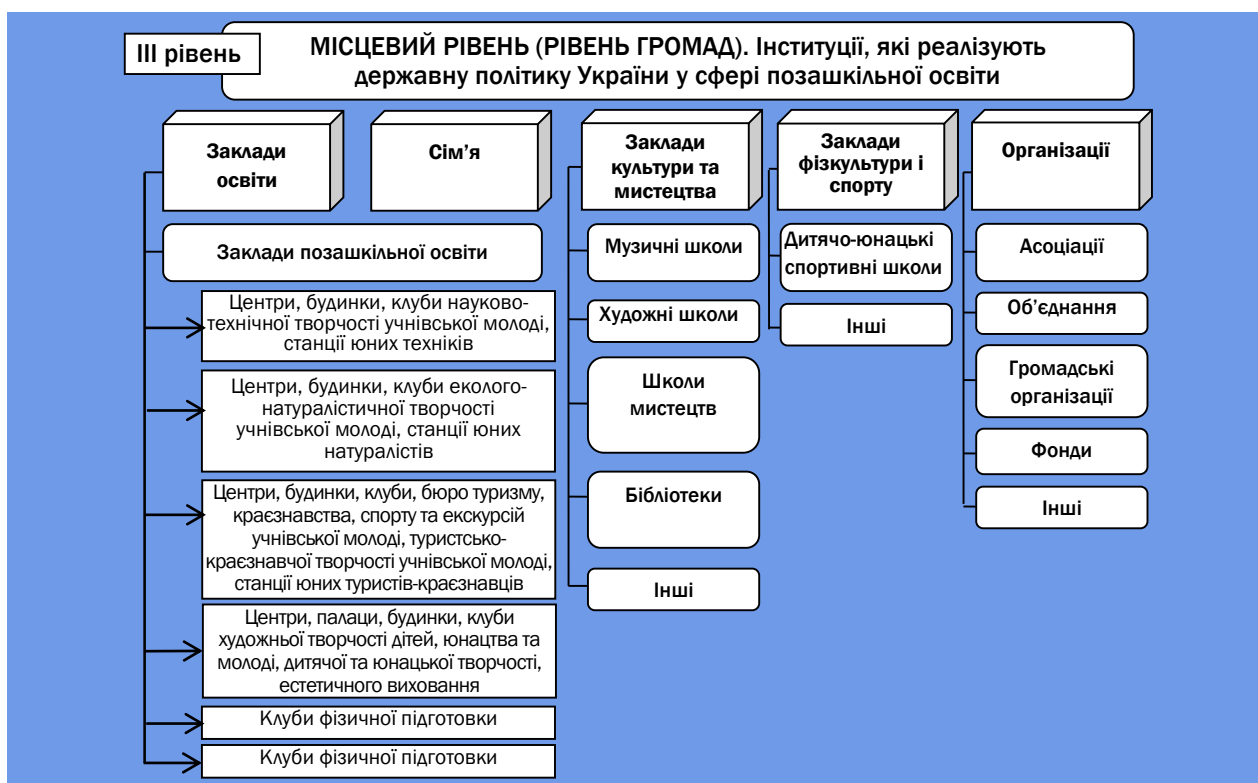 III рівень
МІСЦЕВИЙ РІВЕНЬ (РІВЕНЬ ГРОМАД). Інституції, які реалізують
державну політику України у сфері позашкільної освіти
Заклади
освіти
Сім’я
Заклади
культури та
мистецтва
Заклади
фізкультури і
спорту
Організації
Заклади позашкільної освіти
Центри, будинки, клуби науково-
технічної творчості учнівської молоді,
станції юних техніків
Центри, будинки, клуби еколого-
натуралістичної творчості
учнівської молоді, станції юних
натуралістів
Центри, будинки, клуби, бюро туризму,
краєзнавства, спорту та екскурсій
учнівської молоді, туристсько-
краєзнавчої творчості учнівської молоді,
станції юних туристів-краєзнавців
Центри, палаци, будинки, клуби
художньої творчості дітей, юнацтва та
молоді, дитячої та юнацької творчості,
естетичного виховання
Клуби фізичної підготовки
Клуби фізичної підготовки
Музичні школи
Художні школи
Школи
мистецтв
Бібліотеки
Інші
Дитячо-юнацькі
спортивні школи
Інші
Асоціації
Об’єднання
Громадські
організації
Фонди
Інші